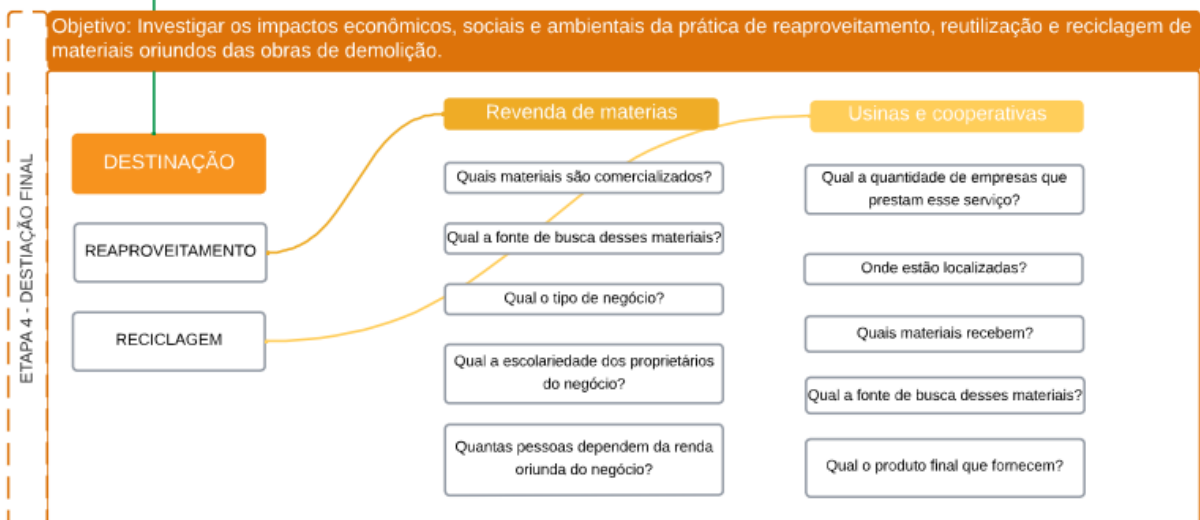 Objetivo: Investigar os impactos econômicos, sociais e ambientais da prática de reaproveitamento, reutilização e reciclagem de
materiais oriundos das obras de demolição.
ETAPA 4 - DESTIAÇÃO FINAL
DESTINAÇÃO
REAPROVEITAMENTO
RECICLAGEM
Revenda de materias
Quais materiais são comercializados?
Qual a fonte de busca desses materiais?
Qual o tipo de negócio?
Qual a escolariedade dos proprietários
do negócio?
Quantas pessoas dependem da renda
oriunda do negócio?
Usinas e cooperativas
Qual a quantidade de empresas que
prestam esse serviço?
Onde estão localizadas?
Quais materiais recebem?
Qual a fonte de busca desses materiais?
Qual o produto final que fornecem?